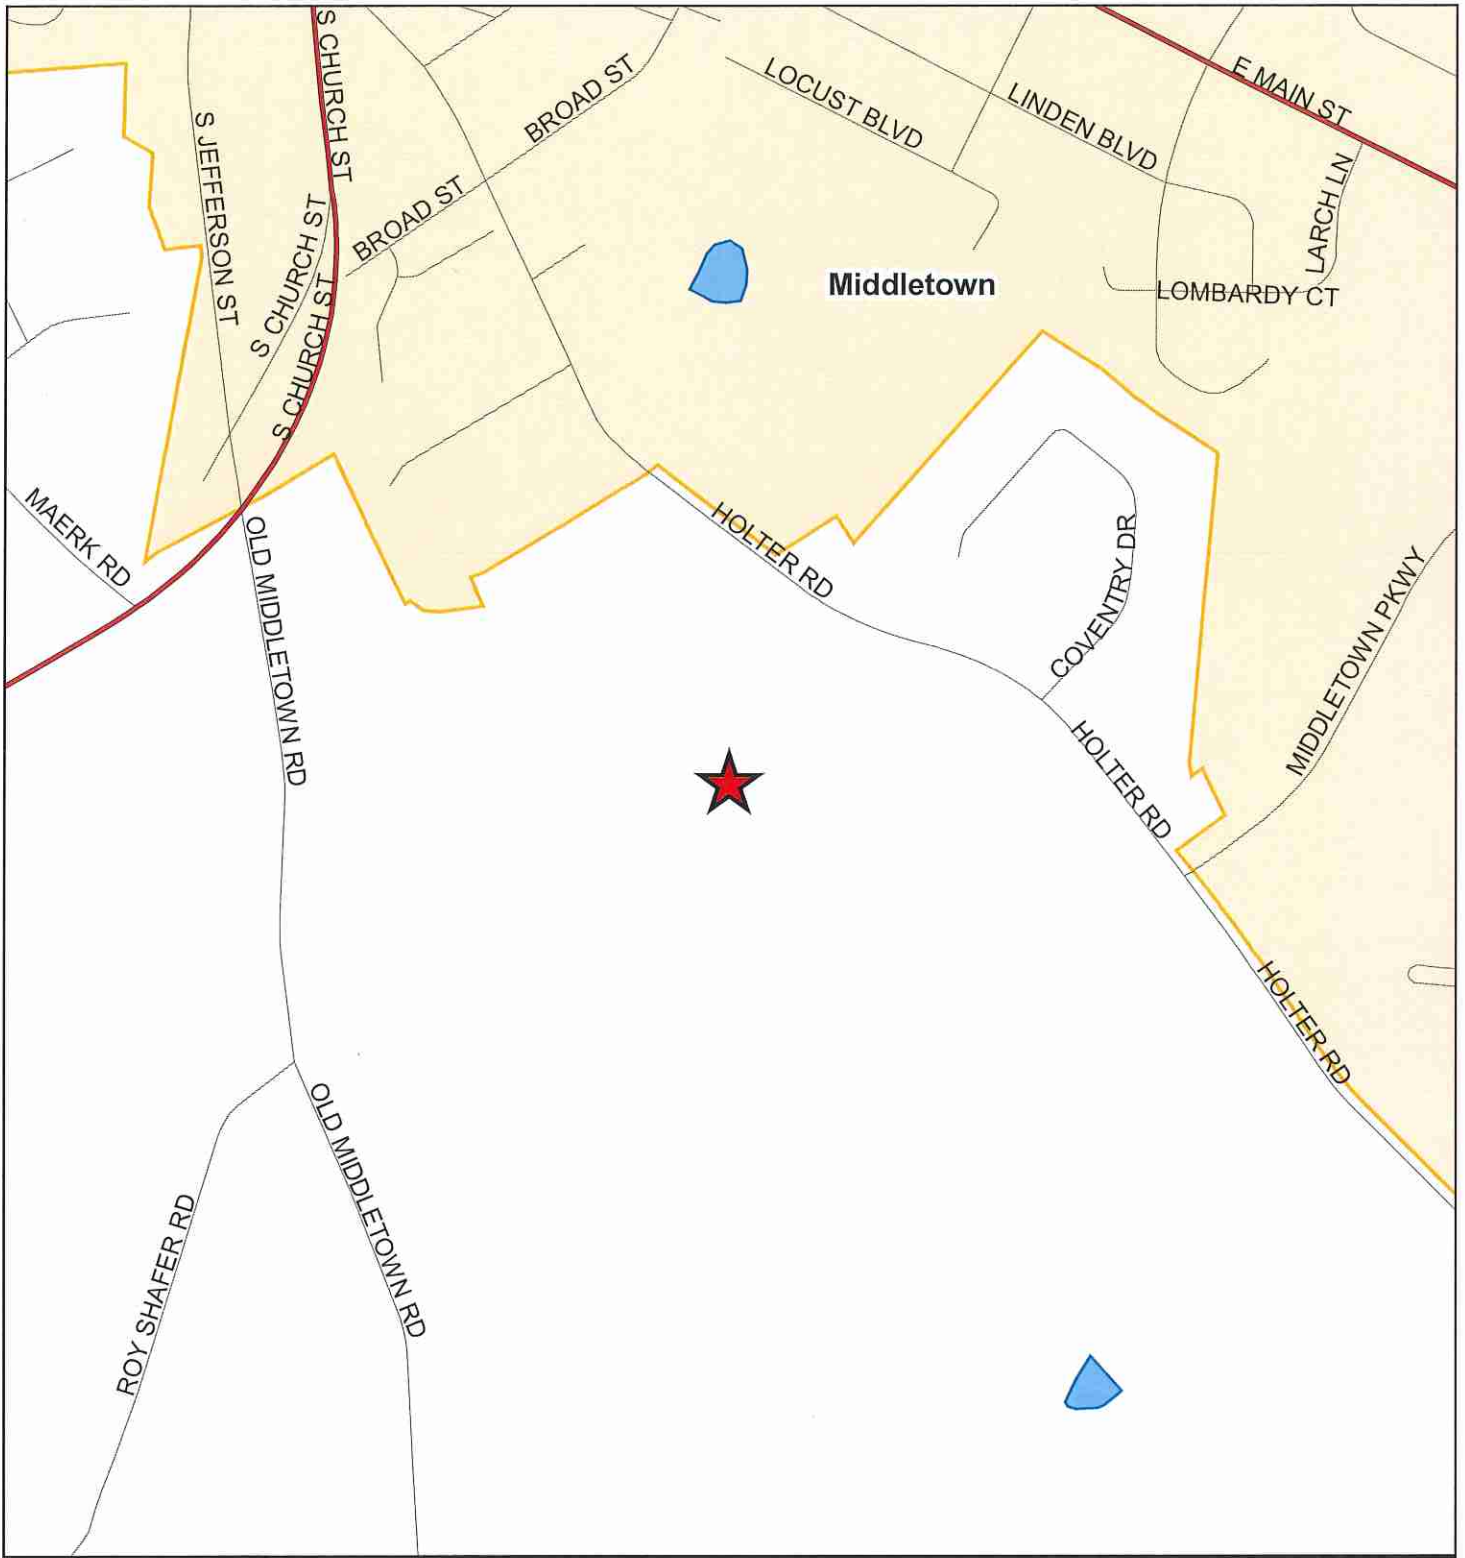 S CHURCH ST
E MAIN ST
BROAD ST
LOCUST BLVD
LINDEN BLVD
S JEFFERSON ST
LARCH LN
BROAD ST
S CHURCH ST
Middletown
LOMBARDY CT
S CHURCH ST
MAERK RD
HOLTER RD
OLD MIDDLETOWN RD
COVENTRY DR
MIDDLETOWN PKWY
HOLTER RD
HOLTER RD
OLD MIDDLETOWN RD
ROY SHAFER RD